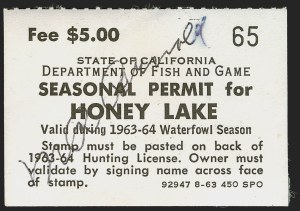 Fee $5.00 65
STATE OF CALIFORNIA
DEPARTMENT OF FISH AND GAME
SEASONAL PERMIT for
HONEY LAKE
Valid during 1963-64 Waterfowl Season
Stamp must be pasted on back of
1963-64 Hunting License. Owner must
validate by signing name across face
of stamp. 92947 8-63 450 SPO